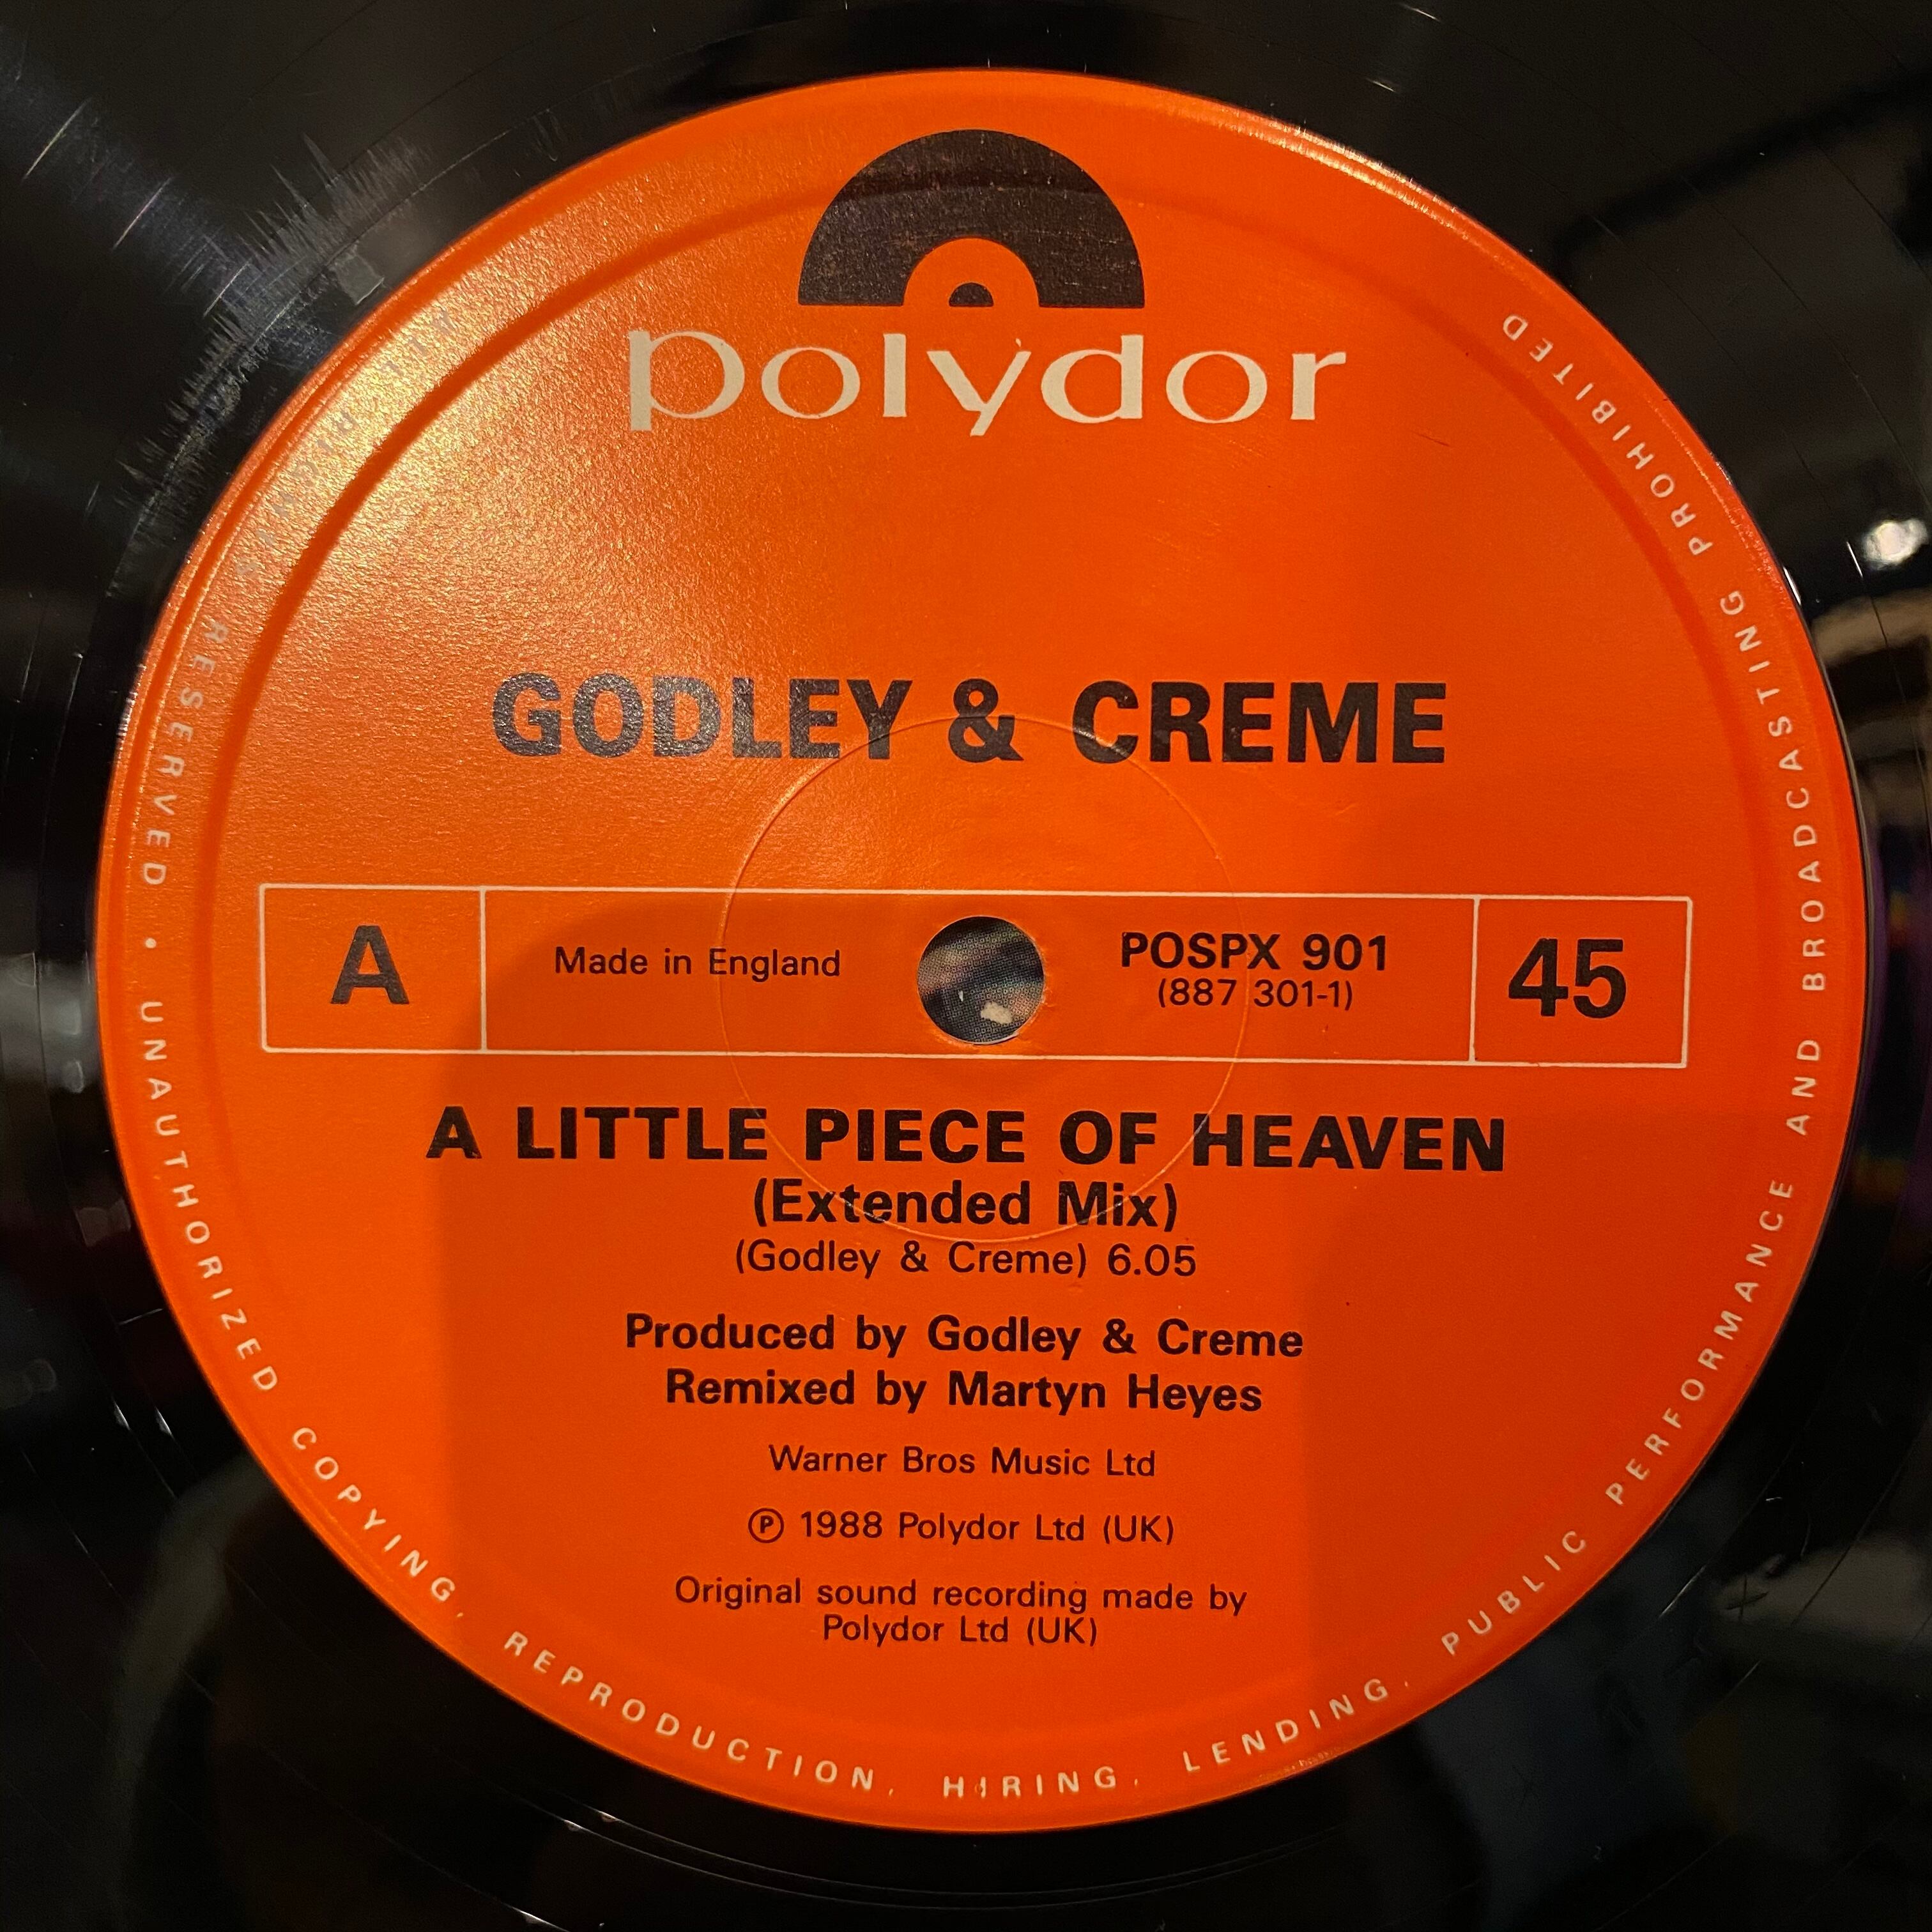 polydor
GODLEY & CREME
A
Made in England
POSPX 901
(887 301-1)
45
A LITTLE PIECE OF HEAVEN
(Extended Mix)
(Godley & Creme) 6.05
Produced by Godley & Creme
Remixed by Martyn Heyes
Warner Bros Music Ltd
Ⓟ 1988 Polydor Ltd (UK)
Original sound recording made by
Polydor Ltd (UK)
ALL RIGHTS RESERVED • UNAUTHORIZED COPYING, REPRODUCTION, HIRING, LENDING, PUBLIC PERFORMANCE AND BROADCASTING PROHIBITED